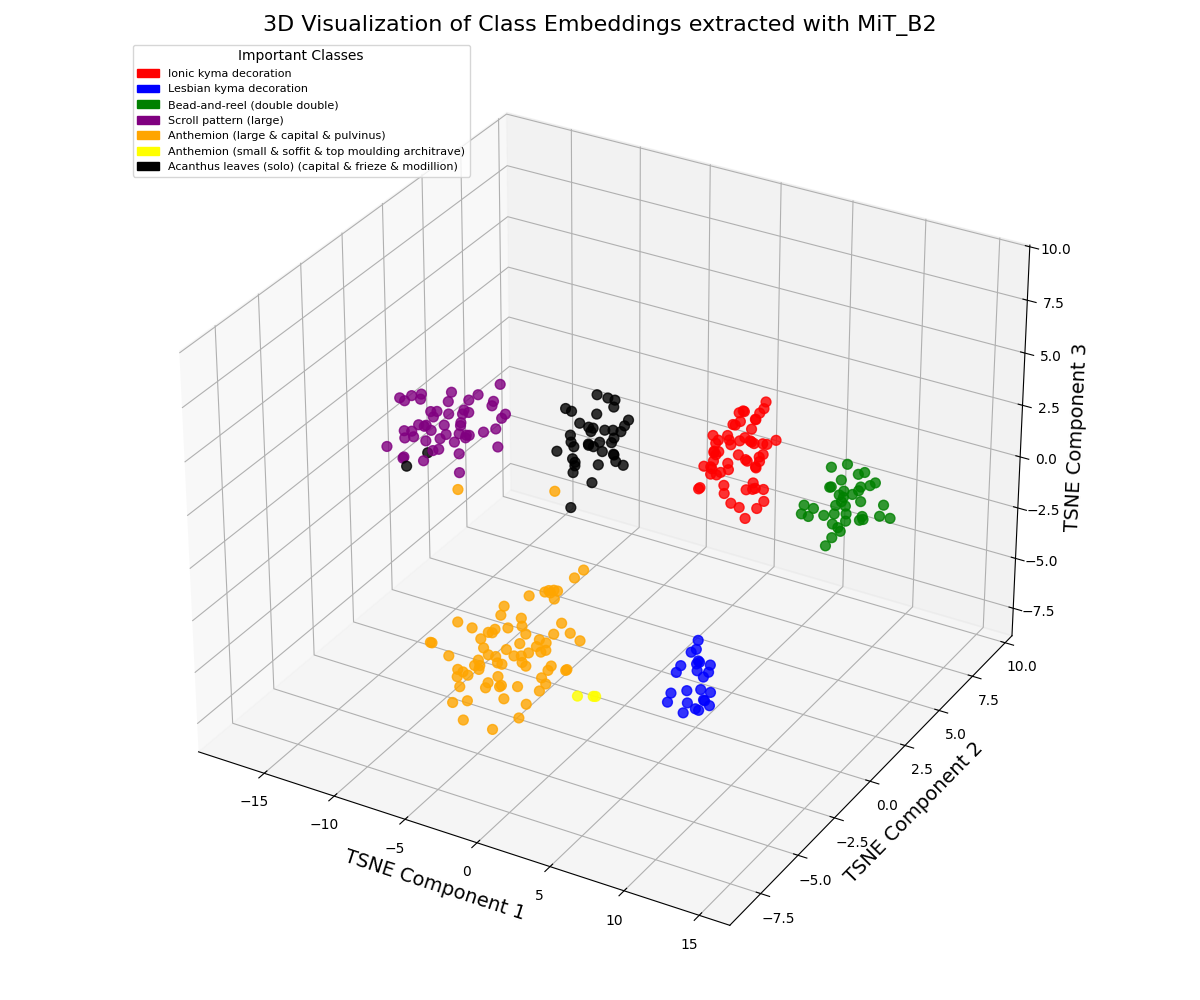 3D Visualization of Class Embeddings extracted with MiT_B2
Important Classes
Ionic kyma decoration
Lesbian kyma decoration
Bead-and-reel (double double)
Scroll pattern (large)
Anthemion (large & capital & pulvinus)
Anthemion (small & soffit & top moulding architrave)
Acanthus leaves (solo) (capital & frieze & modillion)
10.0
7.5
5.0
2.5
0.0
−2.5
−5.0
−7.5
TSNE Component 3
10.0
7.5
5.0
2.5
0.0
−2.5
−5.0
−7.5
TSNE Component 2
−15
−10
−5
0
5
10
15
TSNE Component 1